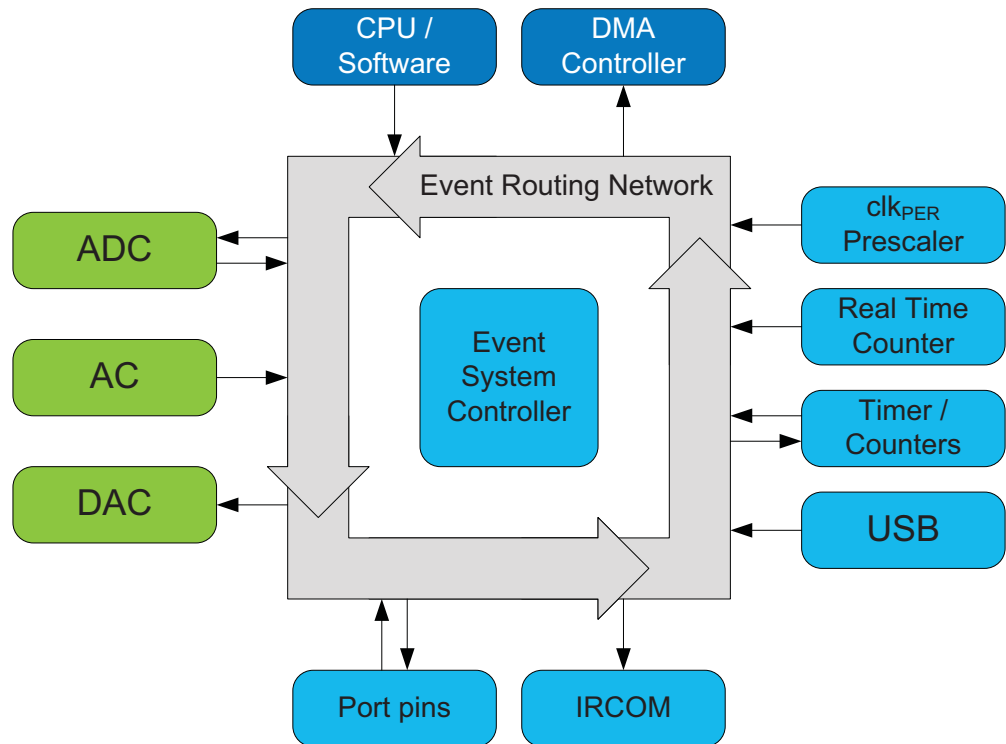 CPU /
Software
DMA
Controller
Event Routing Network
ADC
AC
DAC
Event
System
Controller
clkPER
Prescaler
Real Time
Counter
Timer /
Counters
USB
Port pins
IRCOM